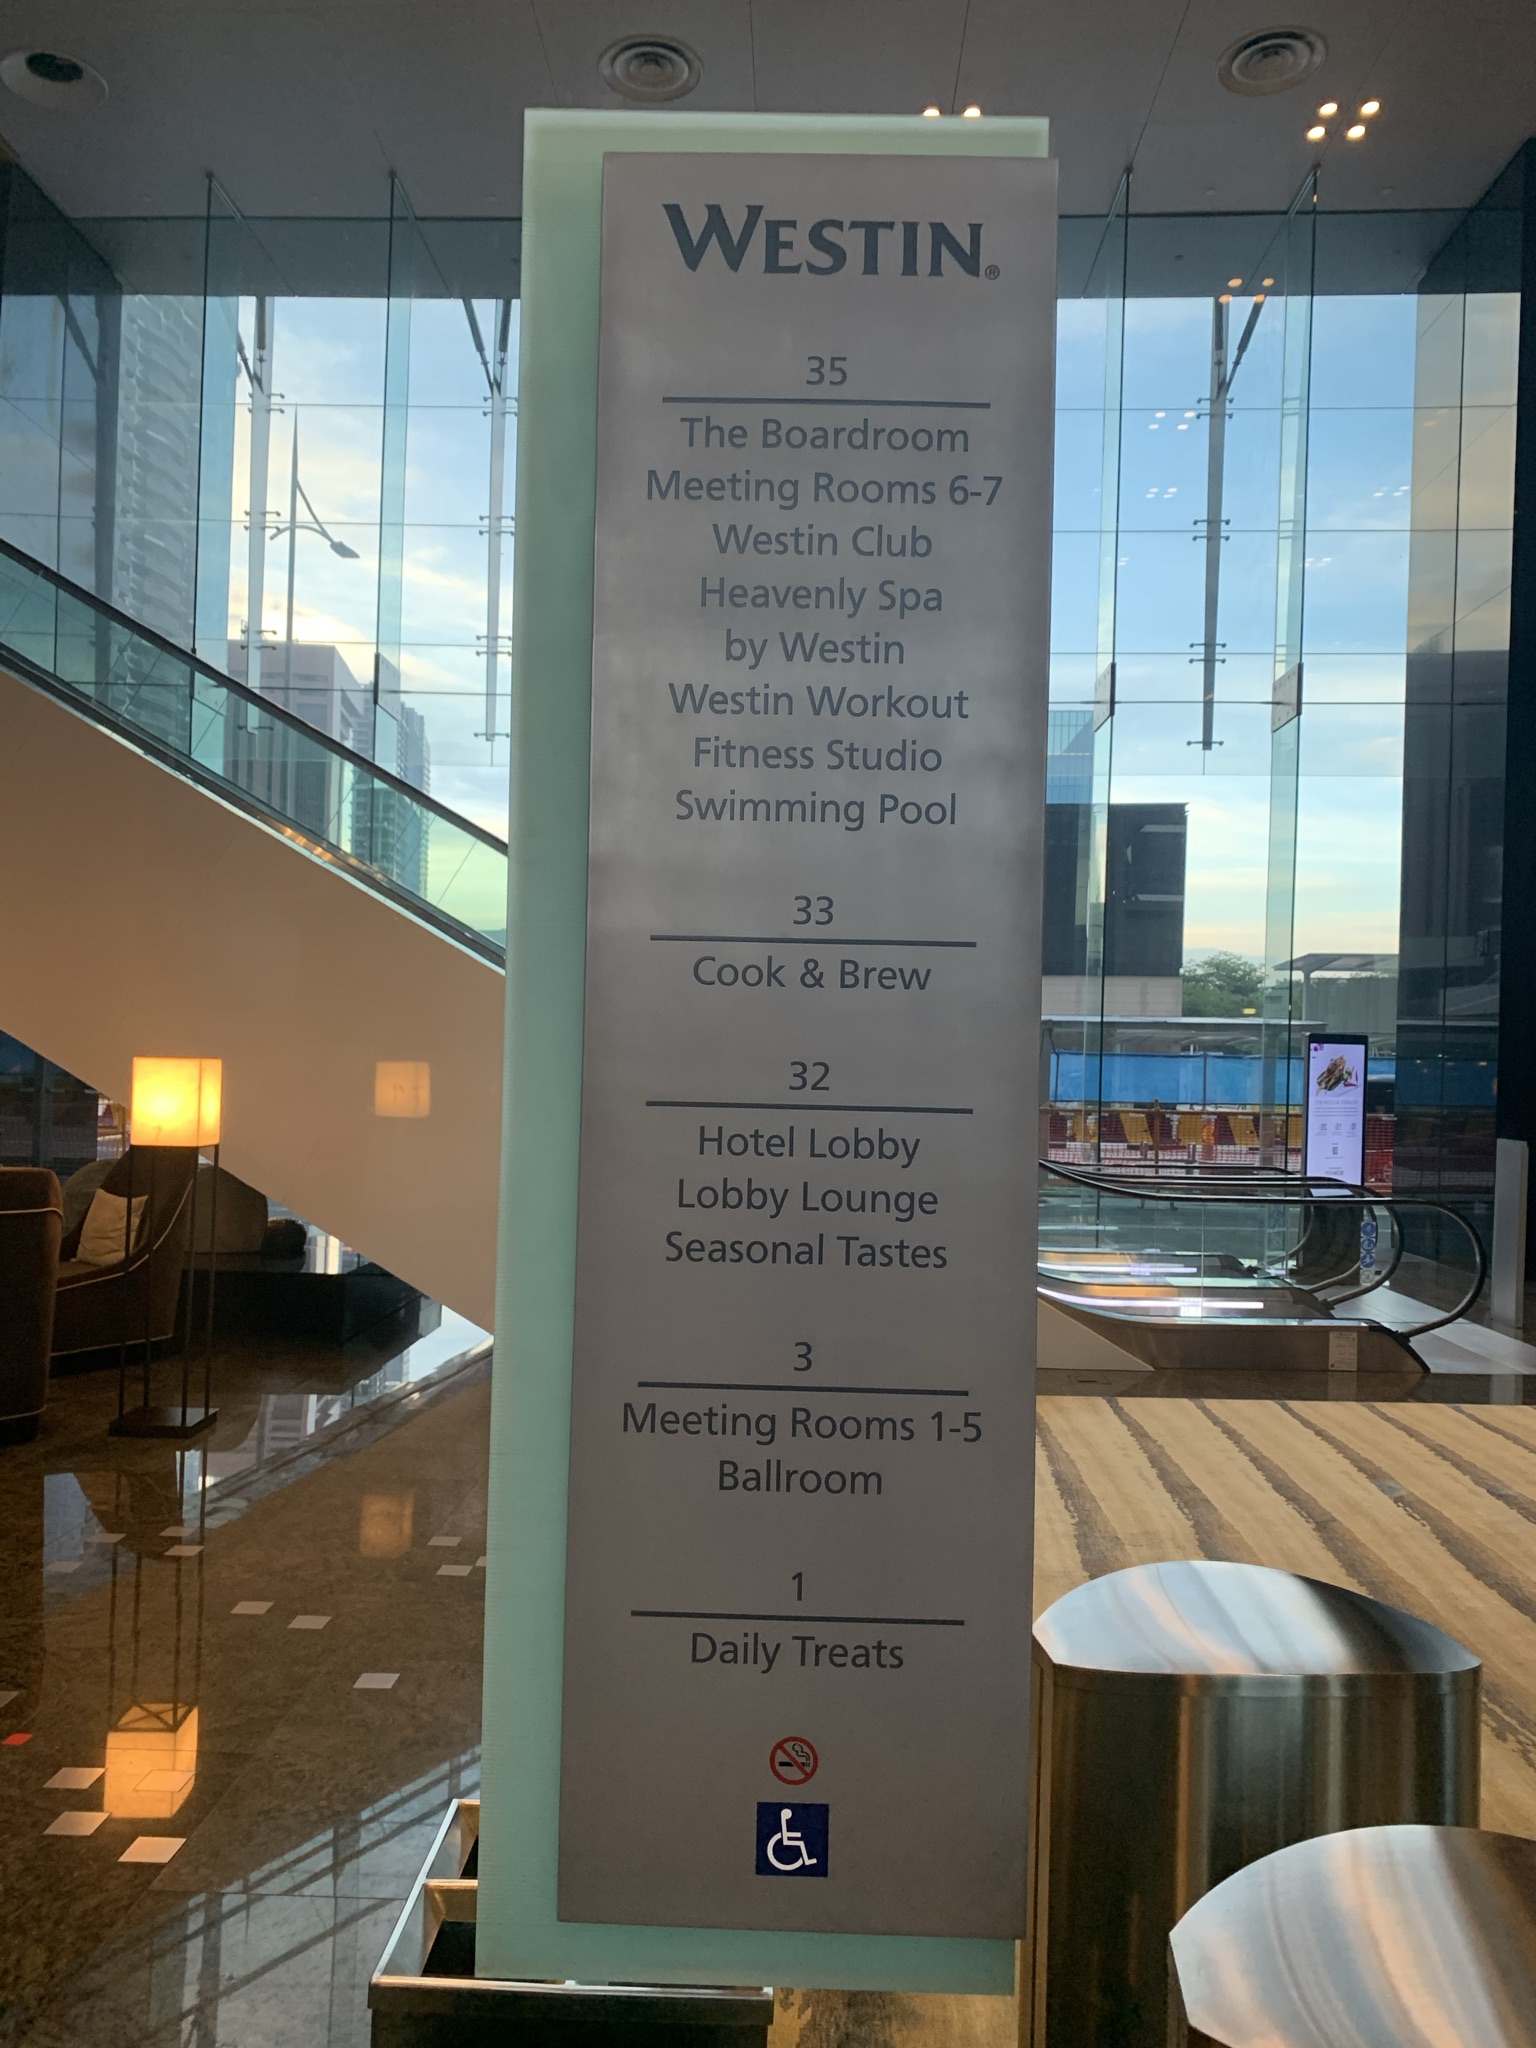 WESTIN®
35
The Boardroom
Meeting Rooms 6-7
Westin Club
Heavenly Spa
by Westin
Westin Workout
Fitness Studio
Swimming Pool
33
Cook & Brew
32
Hotel Lobby
Lobby Lounge
Seasonal Tastes
3
Meeting Rooms 1-5
Ballroom
1
Daily Treats